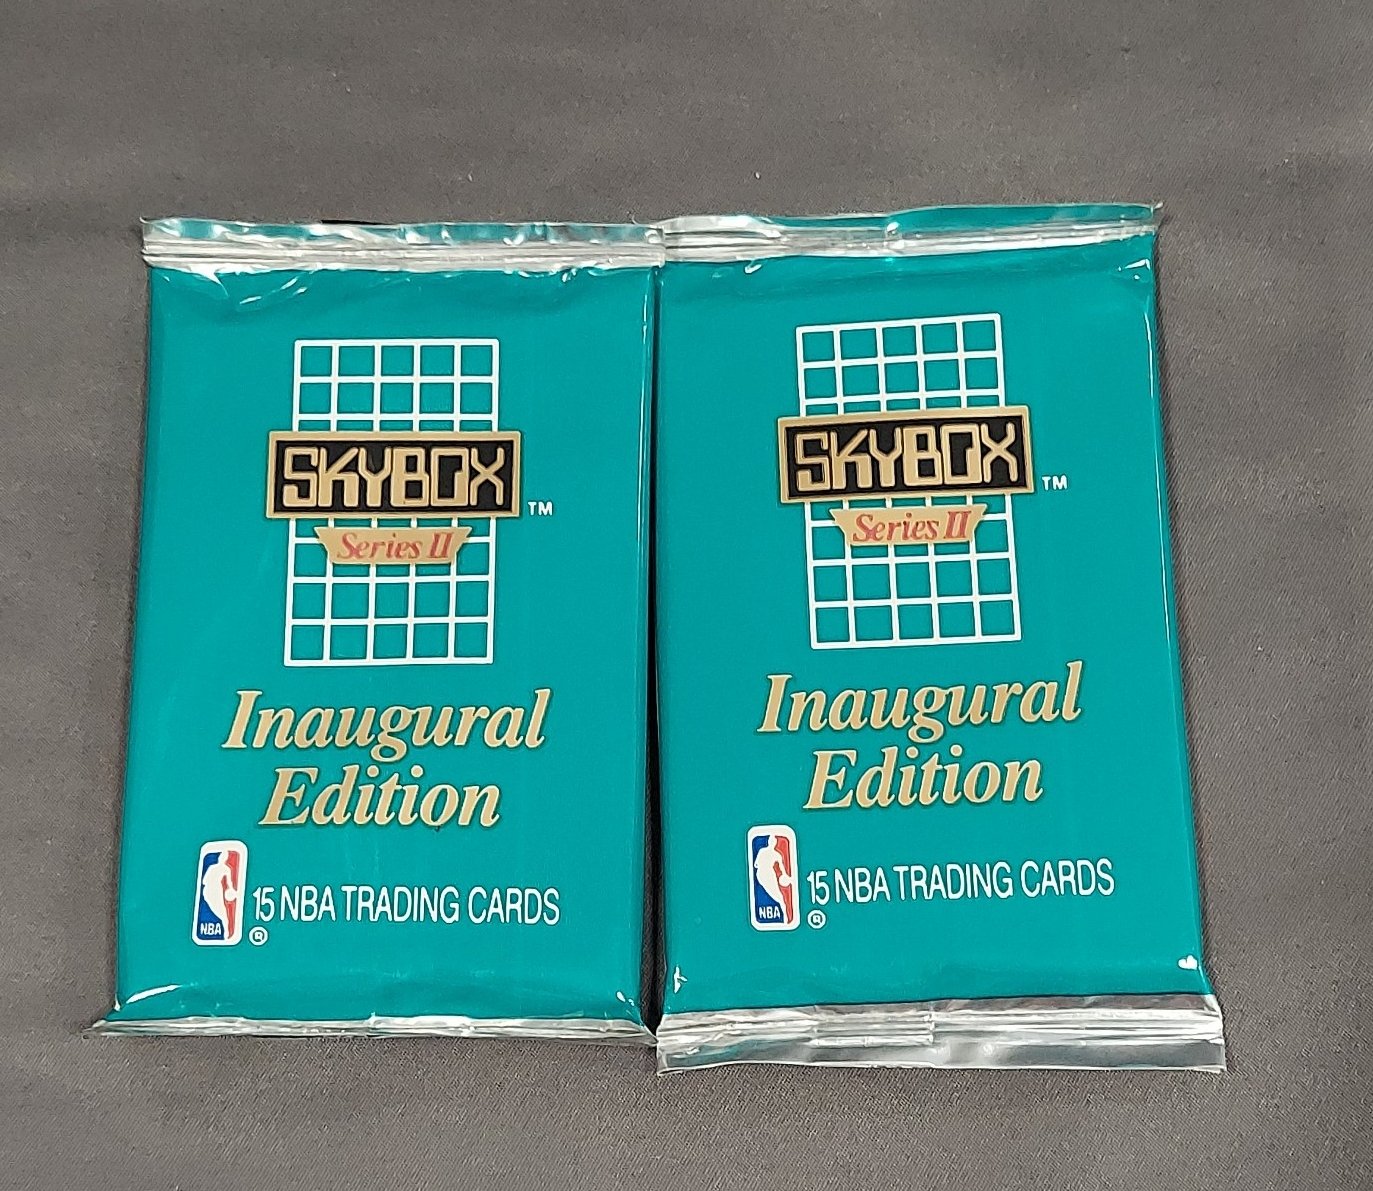 SKYBOX
TM
Series II
Inaugural
Edition
NBA
®
15 NBA TRADING CARDS
SKYBOX
TM
Series II
Inaugural
Edition
NBA
®
15 NBA TRADING CARDS